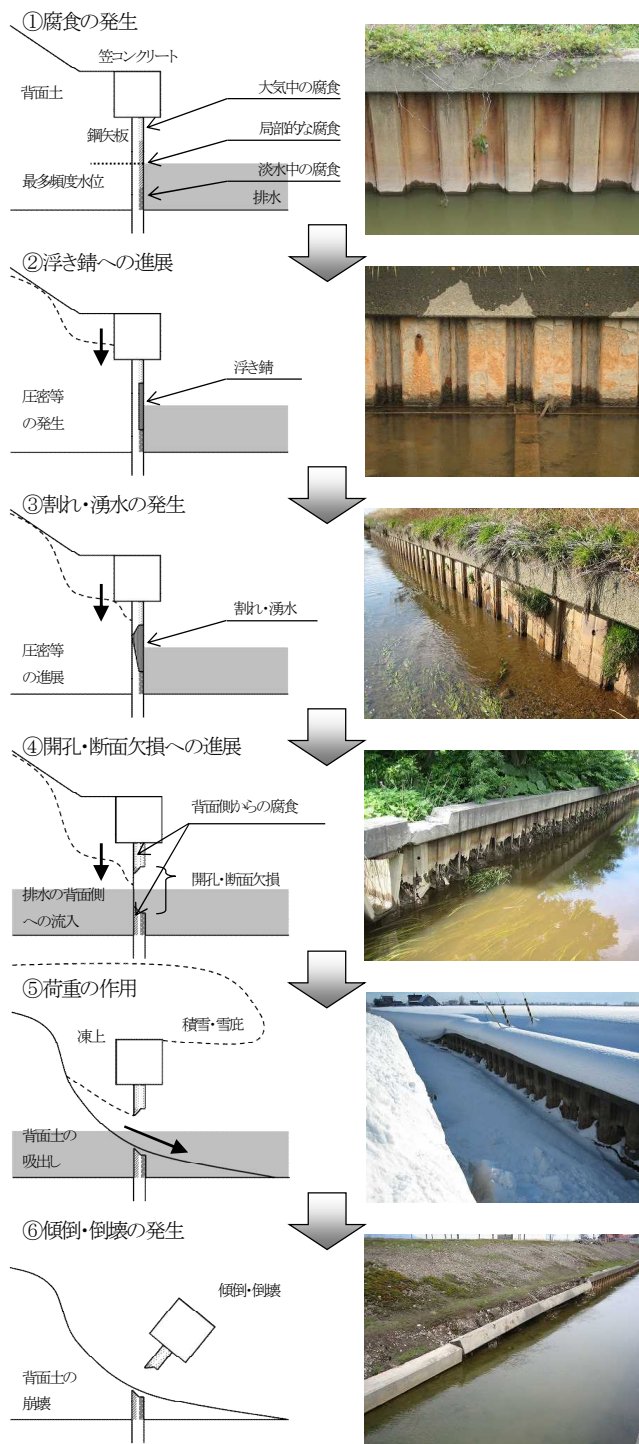 ①腐食の発生
笠コンクリート
背面土
大気中の腐食
鋼矢板
局部的な腐食
最多頻度水位
淡水中の腐食
排水
②浮き錆への進展
浮き錆
圧密等
の発生
③割れ・湧水の発生
割れ・湧水
圧密等
の進展
④開孔・断面欠損への進展
背面側からの腐食
開孔・断面欠損
排水の背面側
への流入
⑤荷重の作用
積雪・雪庇
凍上
背面土の
吸出し
⑥傾倒・倒壊の発生
傾倒・倒壊
背面土の
崩壊